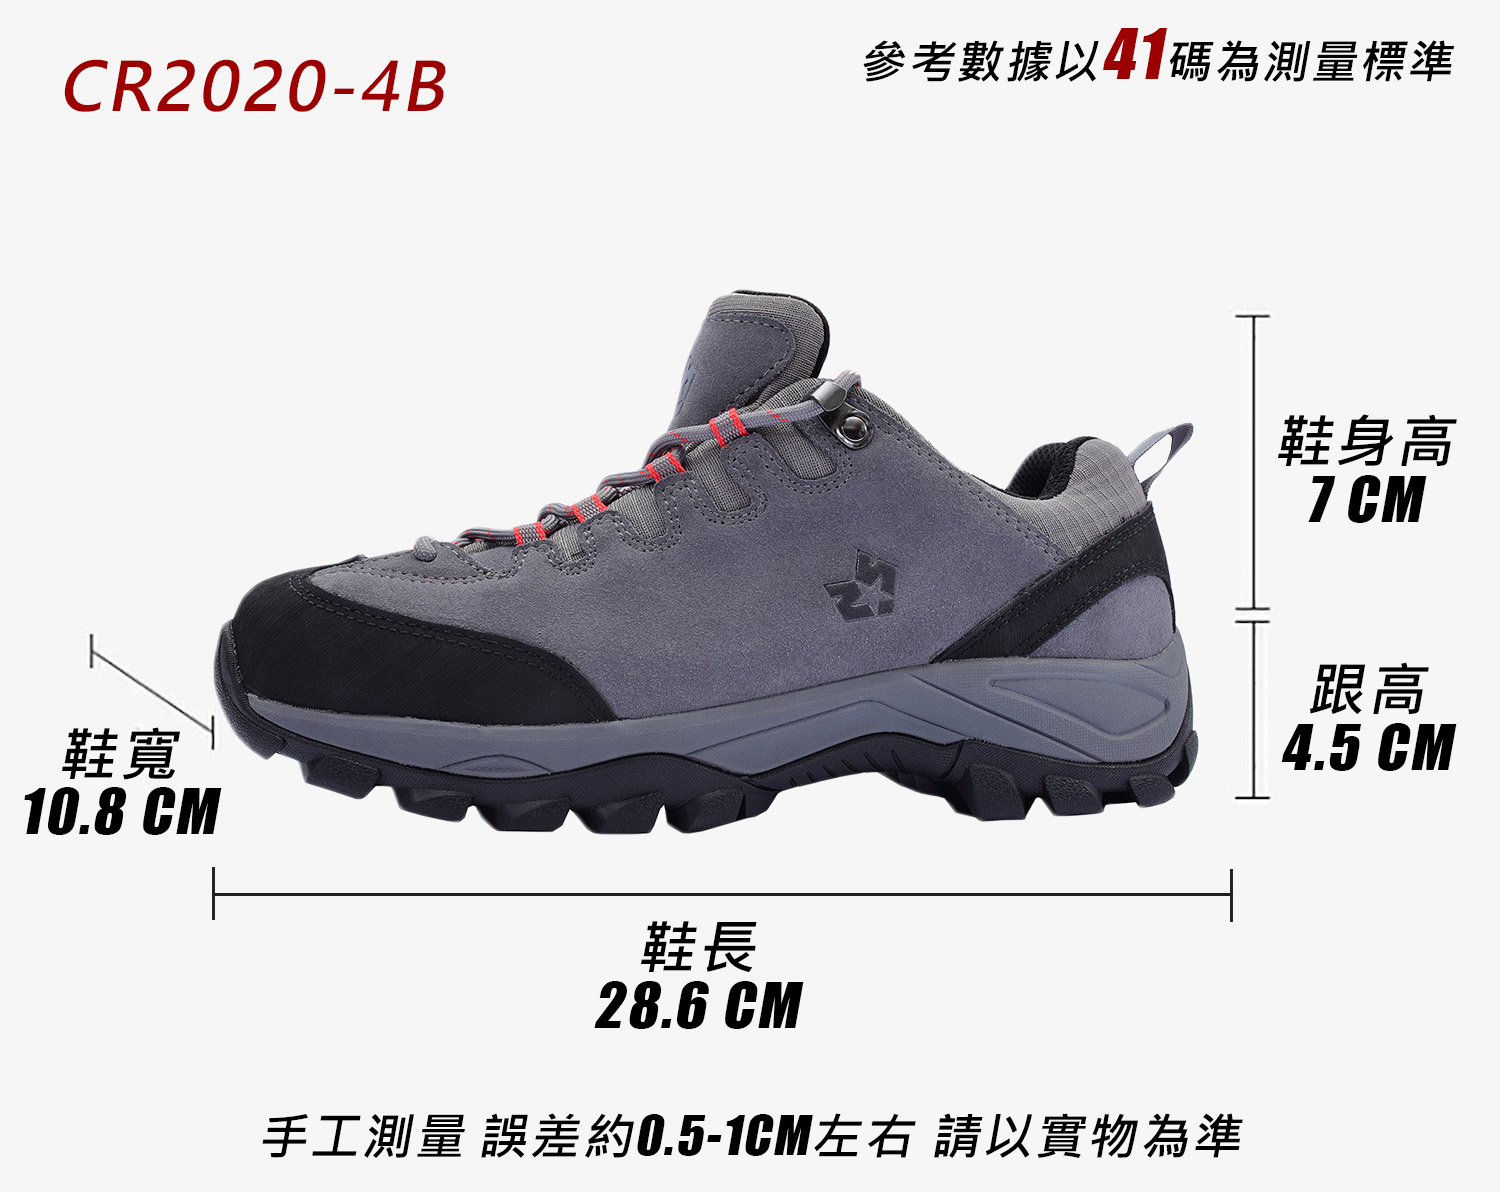 CR2020-4B
參考數據以41碼為測量標準
鞋身高
7 CM
跟高
4.5 CM
鞋寬
10.8 CM
鞋長
28.6 CM
手工測量 誤差約0.5-1CM左右 請以實物為準